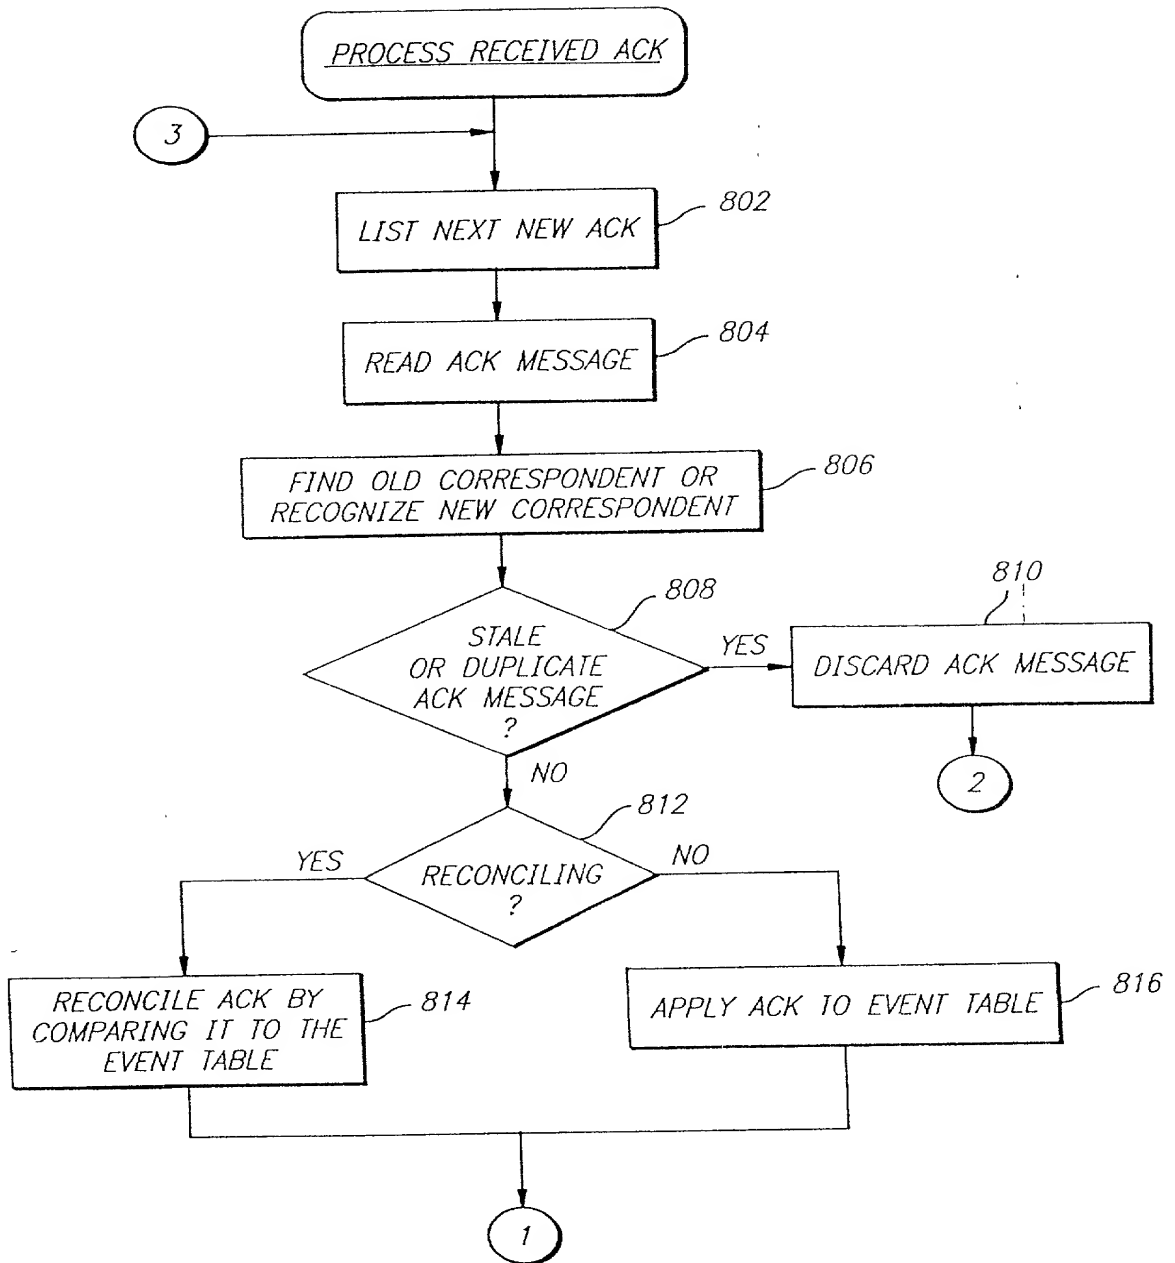 PROCESS RECEIVED ACK
3
802
LIST NEXT NEW ACK
804
READ ACK MESSAGE
806
FIND OLD CORRESPONDENT OR
RECOGNIZE NEW CORRESPONDENT
808
810
STALE
OR DUPLICATE
ACK MESSAGE
?
YES
DISCARD ACK MESSAGE
2
NO
812
YES
RECONCILING
?
NO
RECONCILE ACK BY
COMPARING IT TO THE
EVENT TABLE
814
APPLY ACK TO EVENT TABLE
816
1